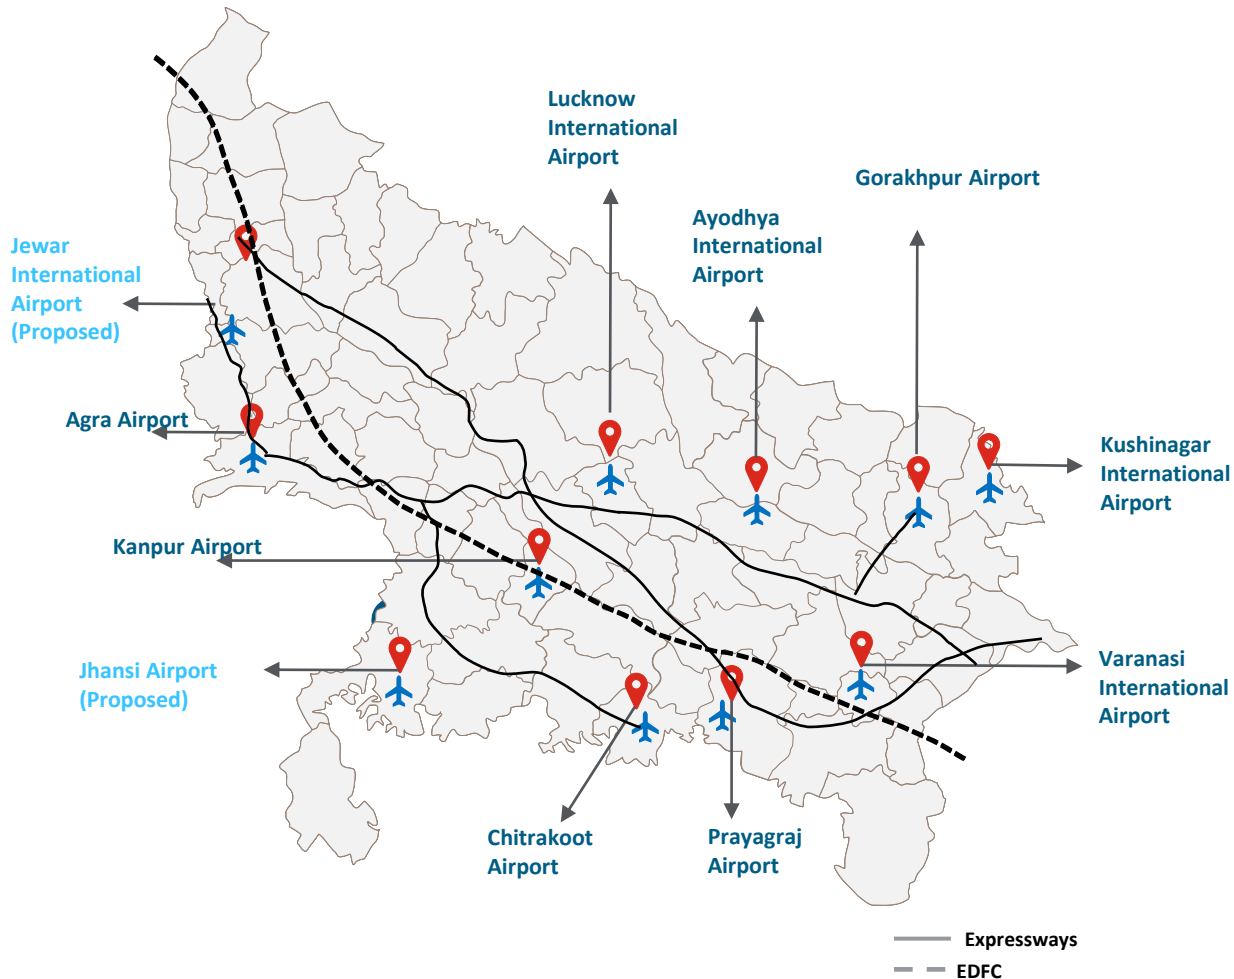 Lucknow
International
Airport
Gorakhpur Airport
Ayodhya
International
Airport
Jewar
International
Airport
(Proposed)
Agra Airport
Kushinagar
International
Airport
Kanpur Airport
Jhansi Airport
(Proposed)
Varanasi
International
Airport
Chitrakoot
Airport
Prayagraj
Airport
Expressways
EDFC